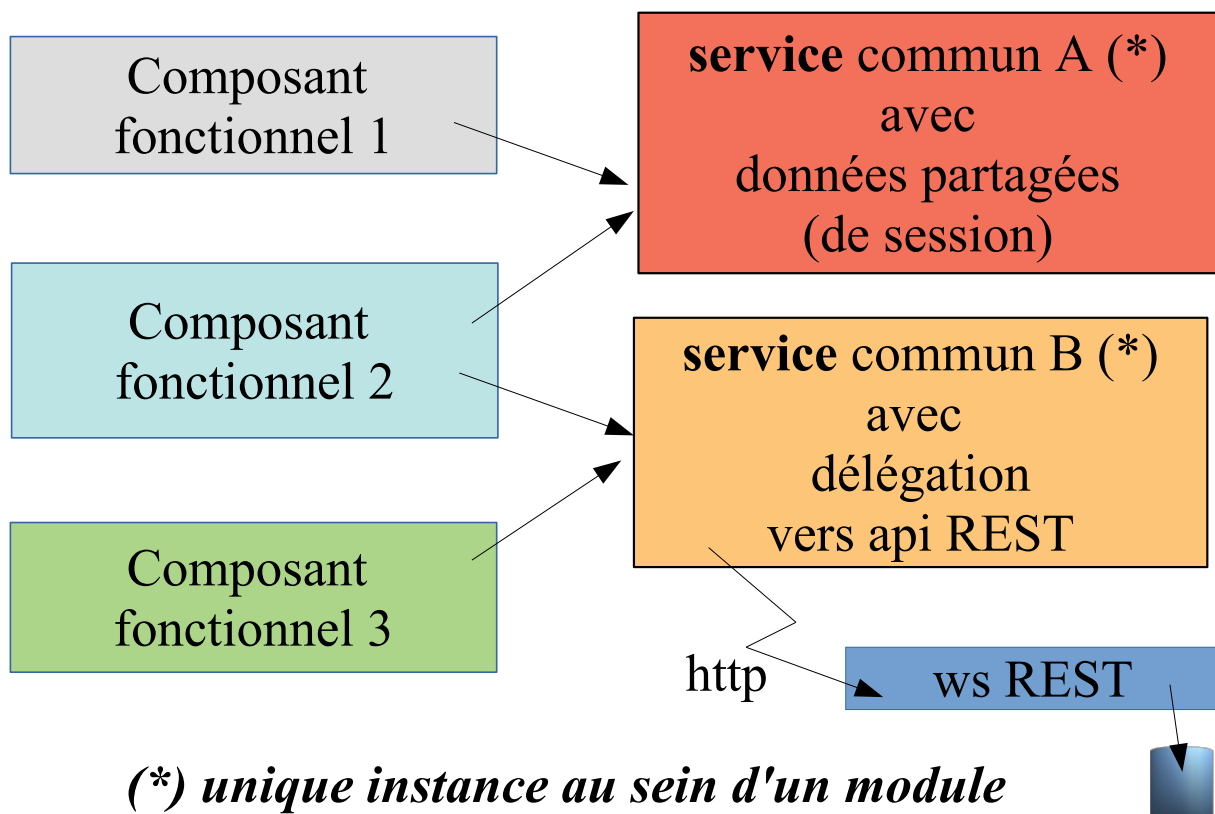 Composant
fonctionnel 1
service commun A (*)
avec
données partagées
(de session)
Composant
fonctionnel 2
service commun B (*)
avec
délégation
vers api REST
Composant
fonctionnel 3
http
ws REST
(*) unique instance au sein d'un module